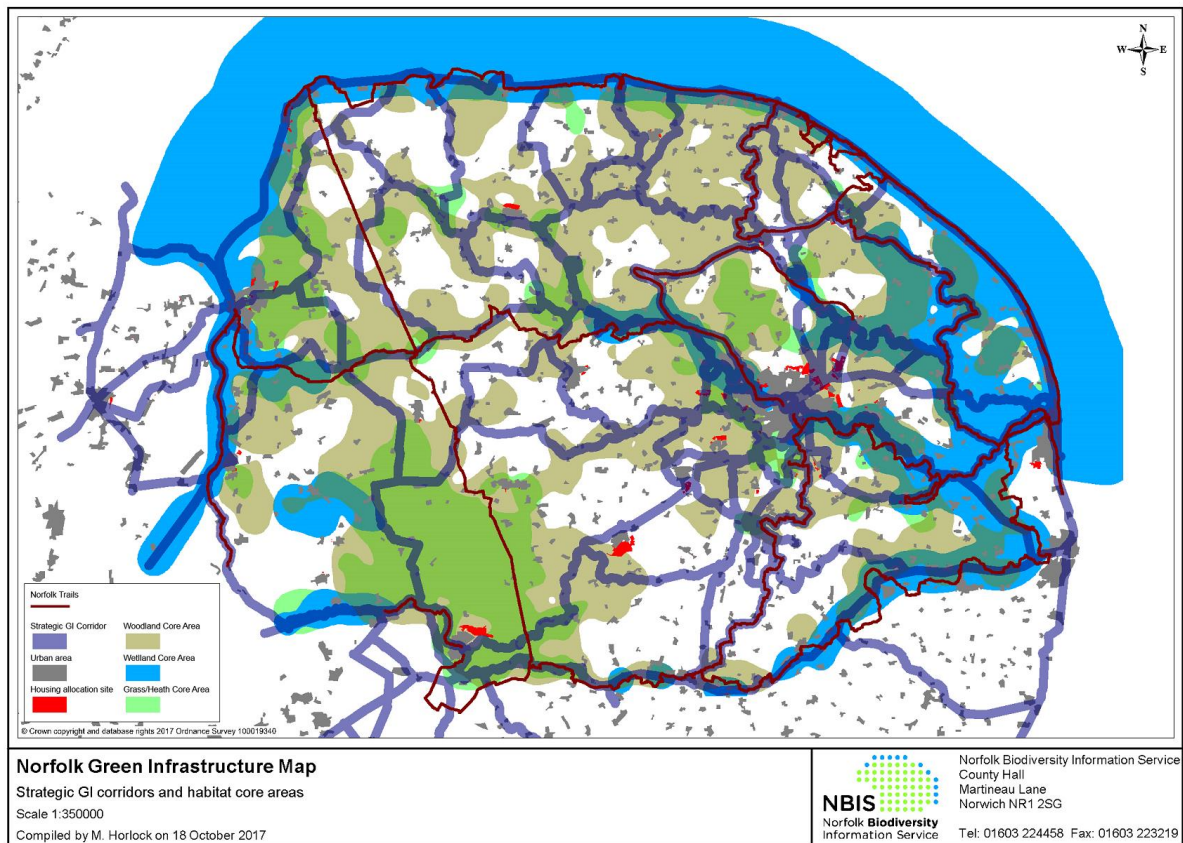 N
W E
S
Norfolk Trails
Strategic GI Corridor
Woodland Core Area
Urban area
Wetland Core Area
Housing allocation site
Grass/Heath Core Area
© Crown copyright and database rights 2017 Ordnance Survey 100019340
Norfolk Green Infrastructure Map
Strategic GI corridors and habitat core areas
Scale 1:350000
Compiled by M. Horlock on 18 October 2017
NBIS
Norfolk Biodiversity
Information Service
Norfolk Biodiversity Information Service
County Hall
Martineau Lane
Norwich NR1 2SG
Tel: 01603 224458 Fax: 01603 223219